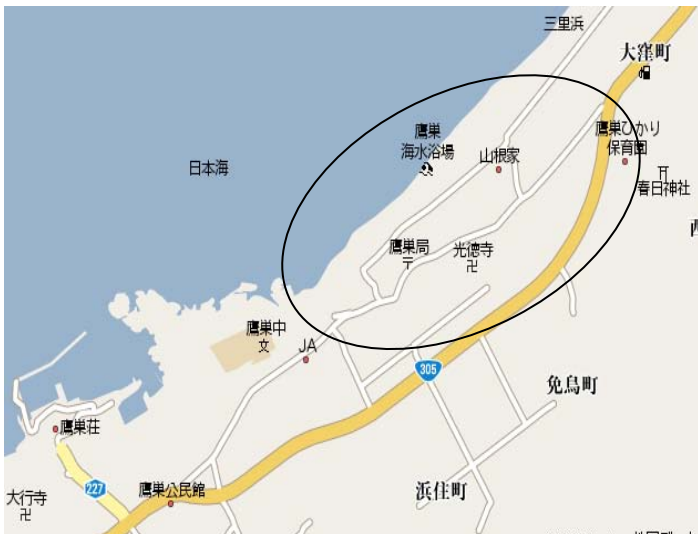 三里浜
大窪町
鷹巣
海水浴場
日本海
山根家
鷹巣ひかり
保育園
春日神社
鷹巣局
光徳寺
鷹巣中
文
JA
305
免鳥町
鷹巣荘
227
鷹巣公民館
浜住町
大行寺